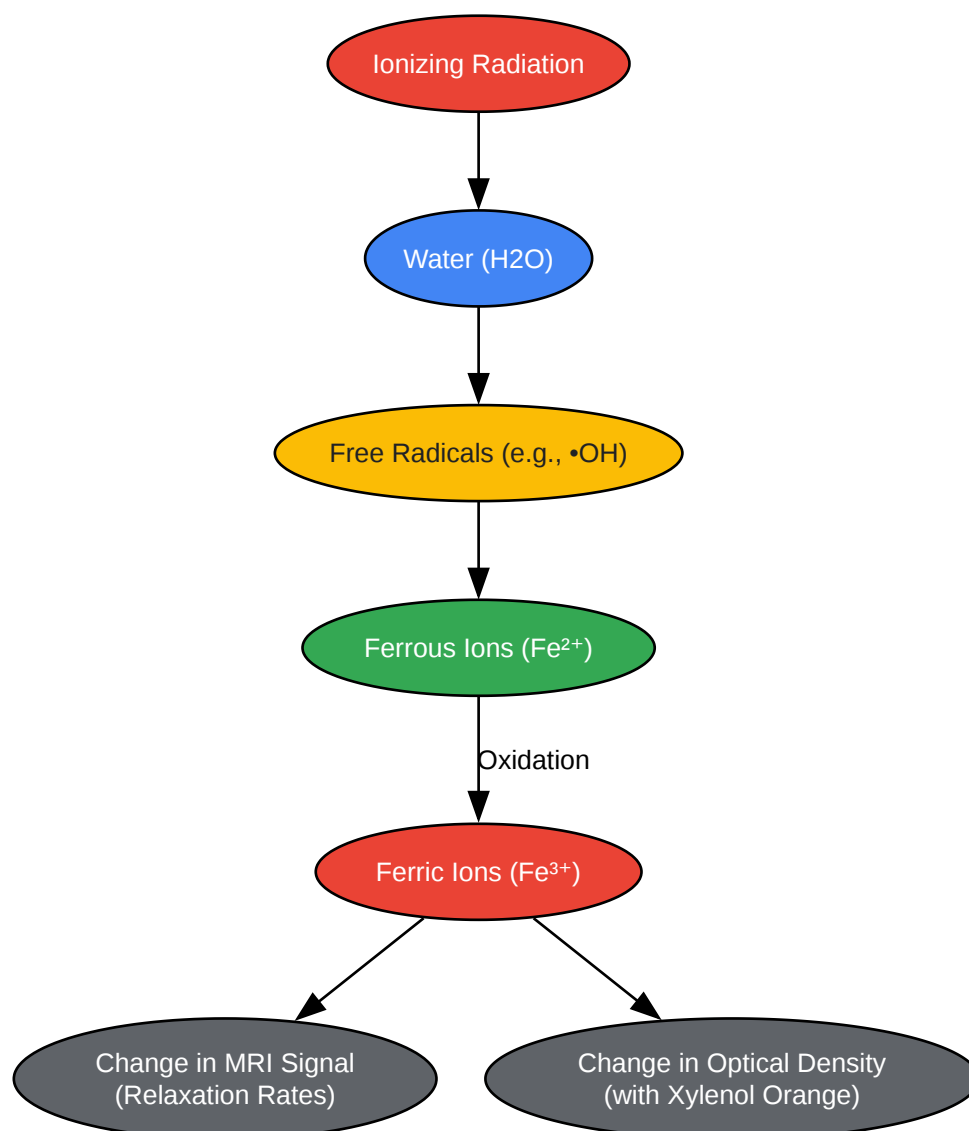 Ionizing Radiation
Water (H2O)
Free Radicals (e.g., •OH)
Ferrous Ions (Fe²⁺)
Oxidation
Ferric Ions (Fe³⁺)
Change in MRI Signal
(Relaxation Rates)
Change in Optical Density
(with Xylenol Orange)